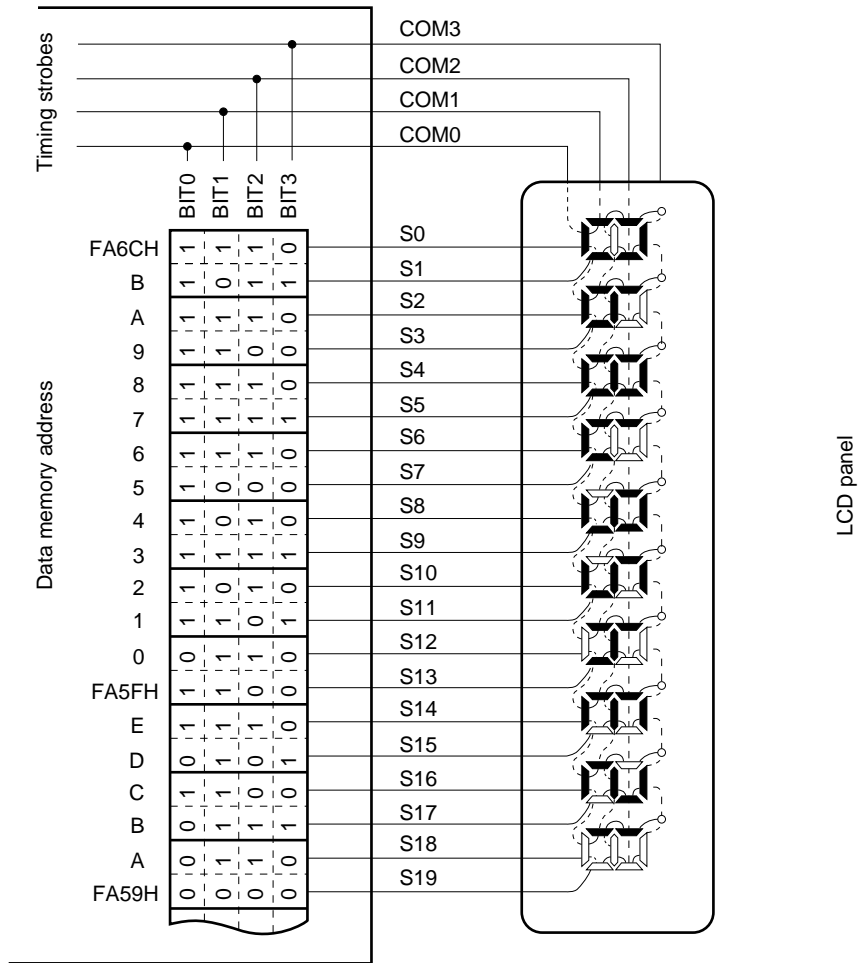 Timing strobes
COM3
COM2
COM1
COM0
BIT0 BIT1 BIT2 BIT3
Data memory address
FA6CH 1 1 1 0 S0
B 1 0 1 1 S1
A 1 1 1 0 S2
9 1 1 0 0 S3
8 1 1 1 0 S4
7 1 1 1 1 S5
6 1 1 1 0 S6
5 1 0 0 0 S7
4 1 0 1 0 S8
3 1 1 1 1 S9
2 1 0 1 0 S10
1 1 1 0 1 S11
0 0 1 1 0 S12
FA5FH 1 1 0 0 S13
E 1 1 1 0 S14
D 0 1 0 1 S15
C 1 1 0 0 S16
B 0 1 1 1 S17
A 0 1 1 0 S18
FA59H 0 0 0 0 S19
LCD panel